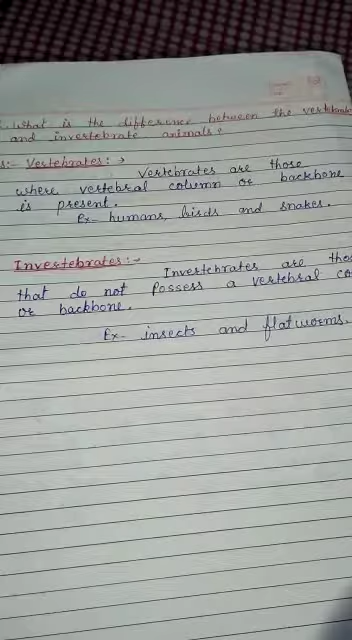 What is the difference between the vertebrate
and invertebrate animals?
s:- Vertebrates: →
Vertebrates are those
where vertebral column or backbone
is present.
Ex- humans, birds and snakes.
Invertebrates:-
Invertebrates are thos
that do not possess a vertebral co
or backbone.
Ex- insects and flatworms.